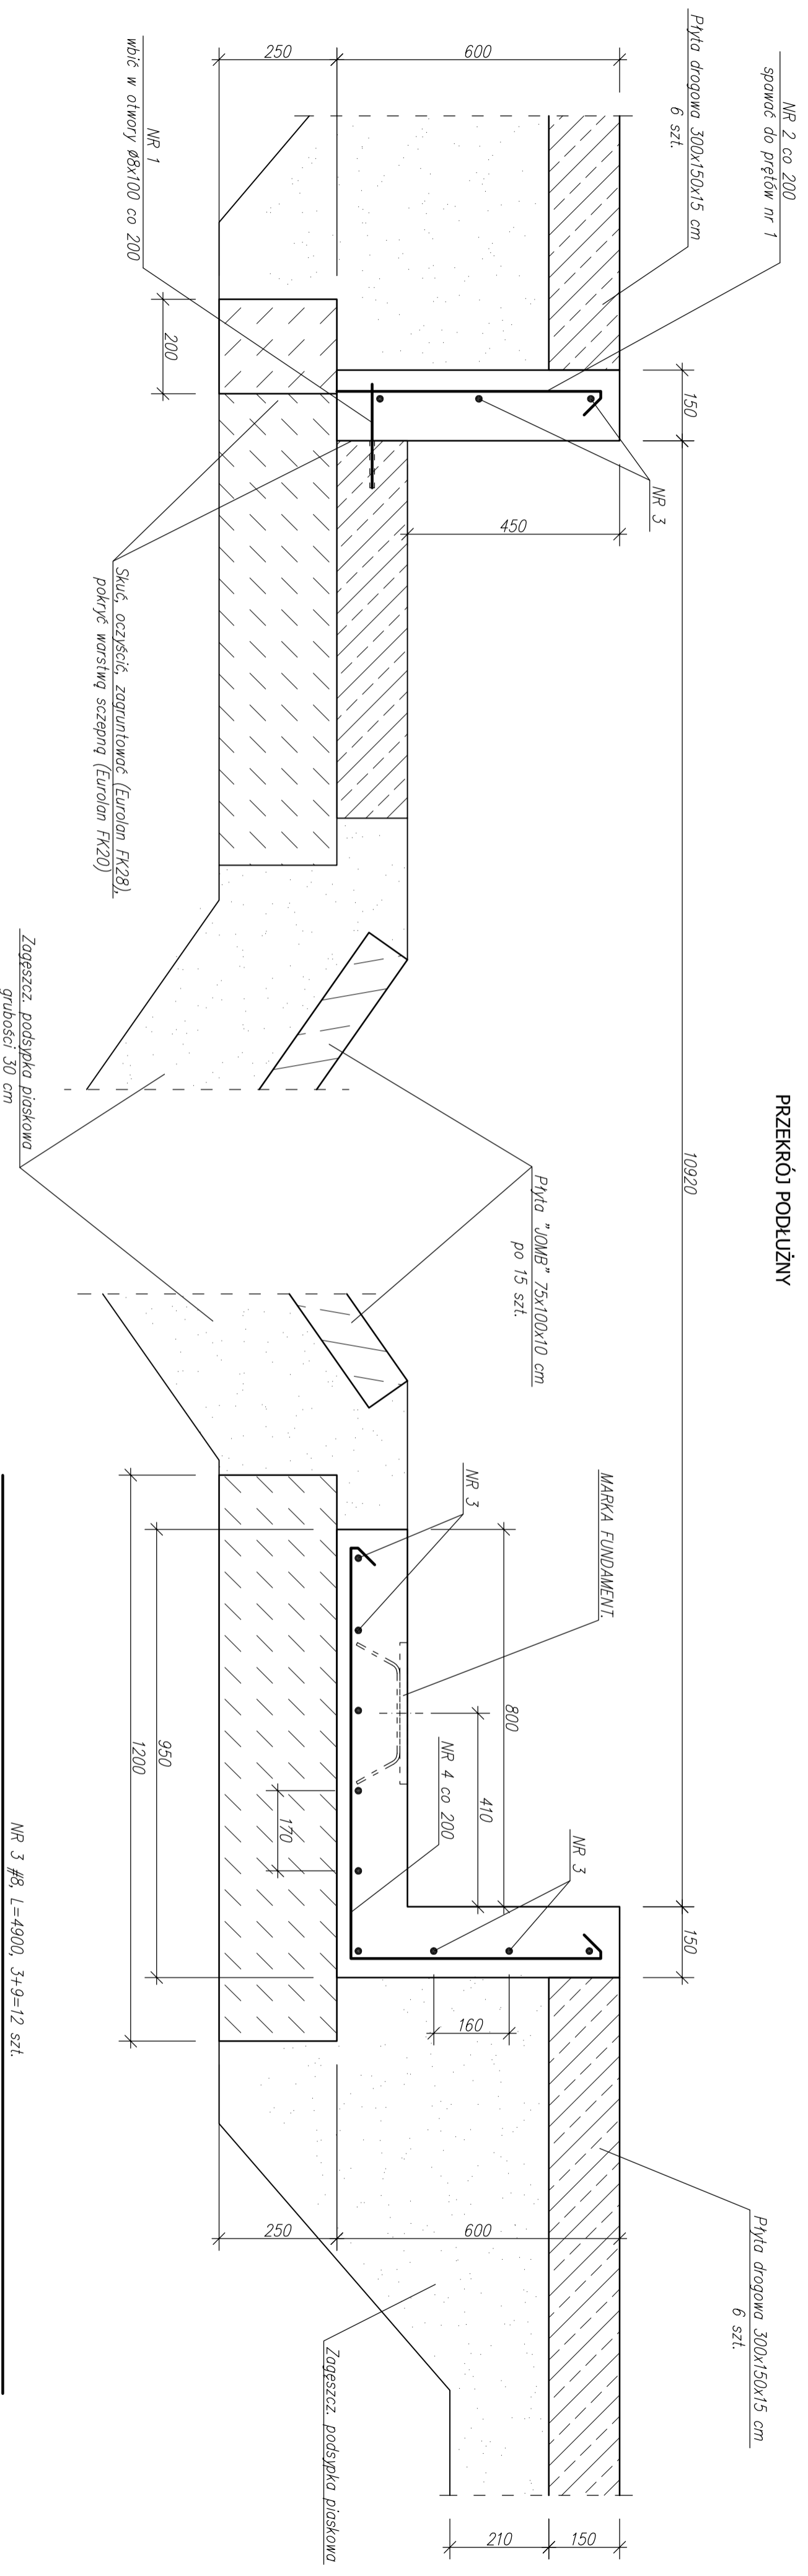 PRZEKRÓJ PODŁUŻNY
NR 2 co 200
spawać do prętów nr 1
Płyta drogowa 300x150x15 cm
6 szt.
150
10920
150
Płyta drogowa 300x150x15 cm
6 szt.
600
250
NR 3
450
Płyta "JOMB" 75x100x10 cm
po 15 szt.
MARKA FUNDAMENT.
NR 3
800
410
NR 4 co 200
NR 3
160
170
600
250
210
150
200
NR 1
wbić w otwory ø8x100 co 200
Skuć, oczyścić, zagruntować (Eurolan FK28),
pokryć warstwą sczepną (Eurolan FK20)
950
1200
Zagęszcz. podsypka piaskowa
grubości 30 cm
Zagęszcz. podsypka piaskowa
NR 3 #8, L=4900, 3+9=12 szt.